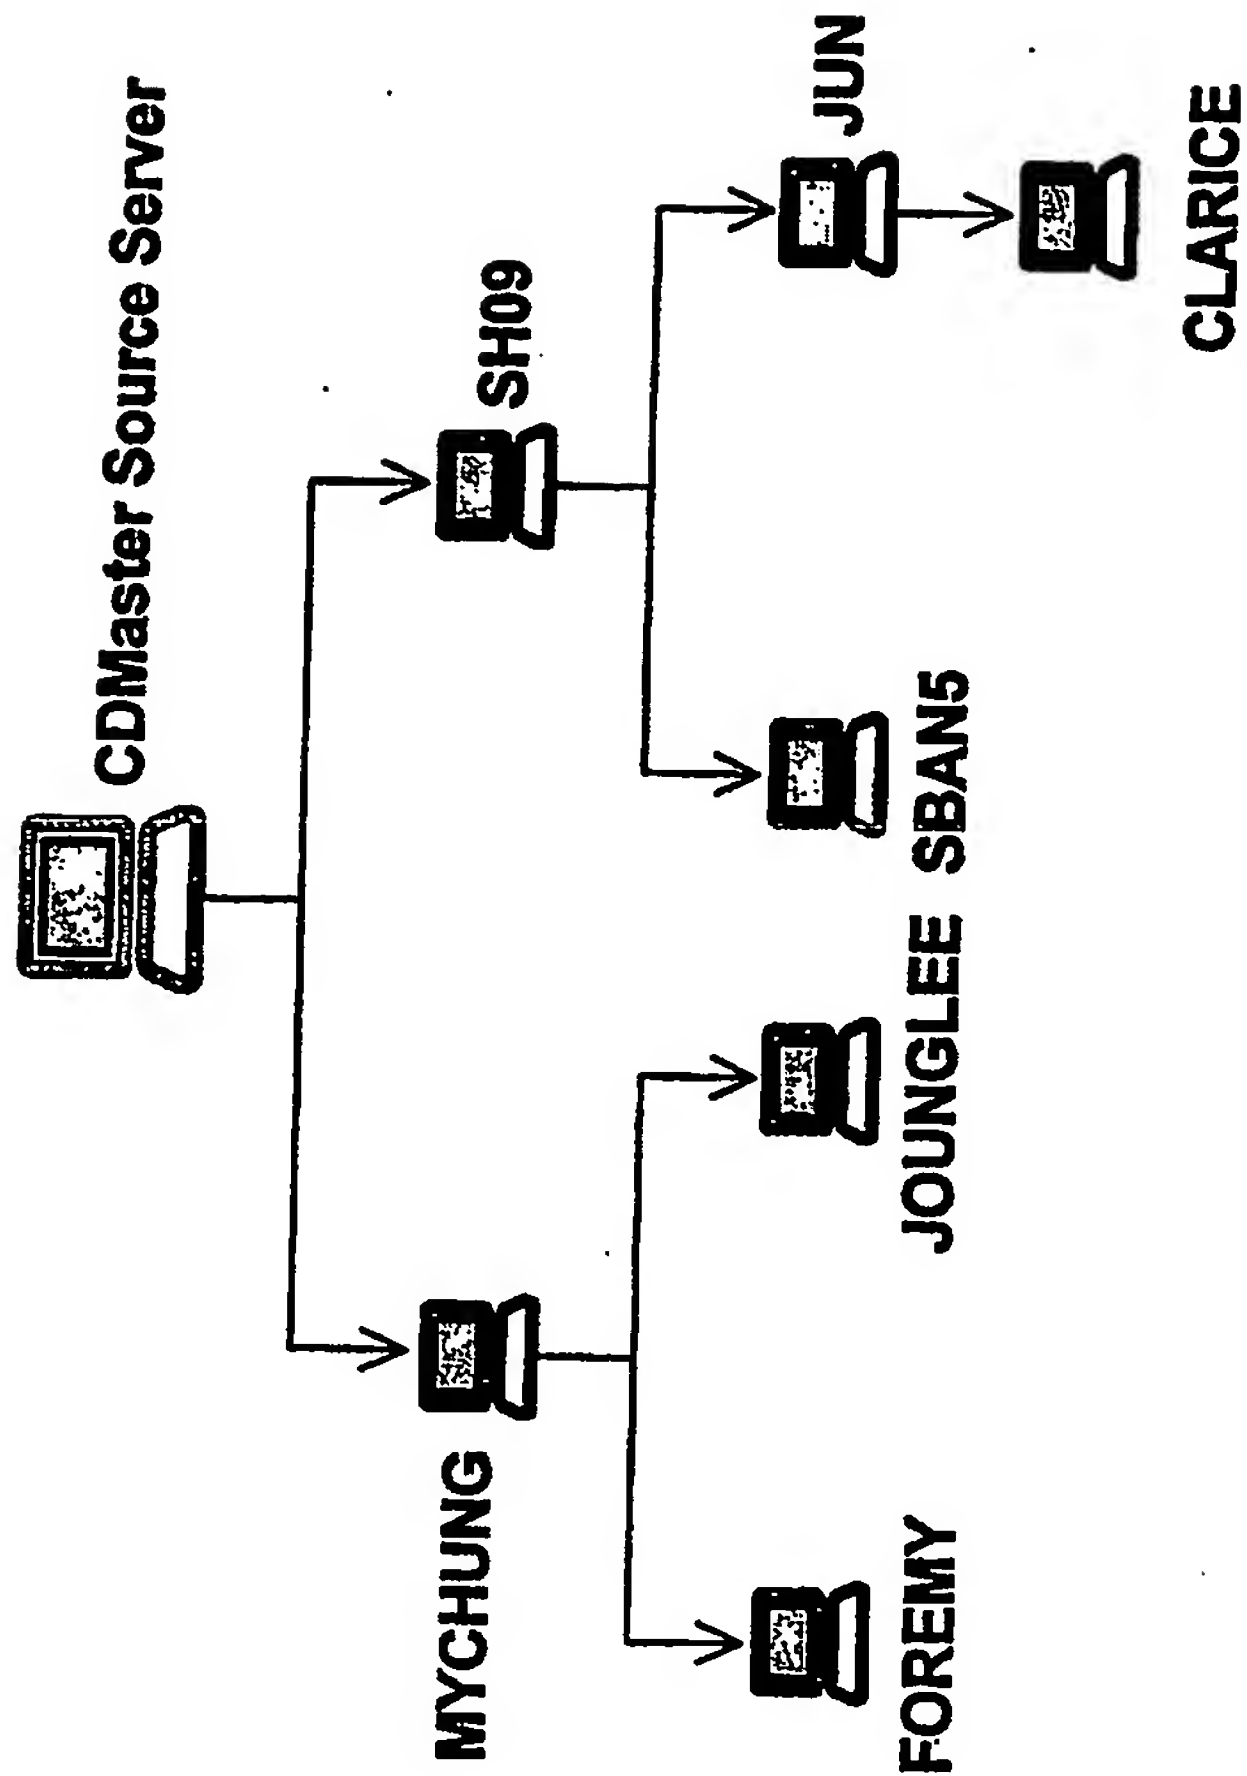 CDMaster Source Server
MYCHUNG
SH09
FOREMY
JOUNGLEE
SBAN5
JUN
CLARICE